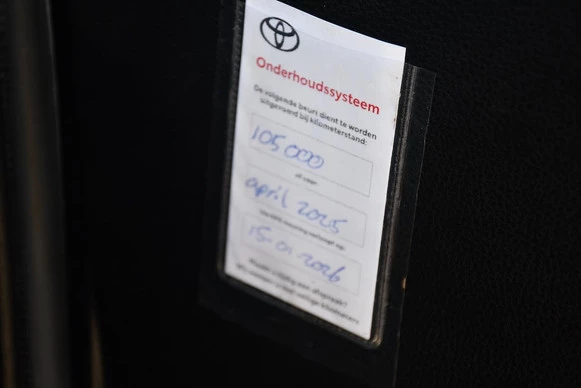 Onderhoudssysteem
De volgende beurt dient te worden
uitgevoerd bij kilometerstand:
105 000
of voor:
april 2025
15-01-2026